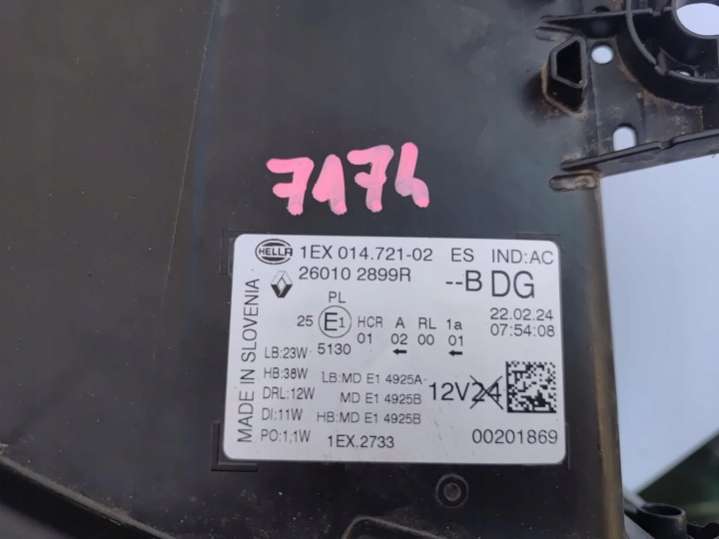 7174
HELLA 1EX 014.721-02 ES IND:AC
26010 2899R --B DG
PL 22.02.24
25 E1 HCR A RL 1a 07:54:08
01 02 00 01
LB:23W 5130 ← ←
HB:38W LB:MD E1 4925A 12V24
DRL:12W MD E1 4925B
DI:11W HB:MD E1 4925B
PO:1,1W 1EX.2733 00201869
MADE IN SLOVENIA